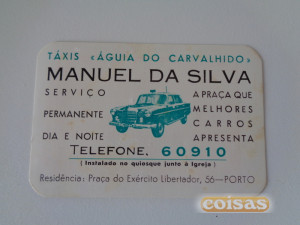 TÁXIS «ÁGUIA DO CARVALHIDO»
MANUEL DA SILVA
SERVIÇO
PERMANENTE
DIA E NOITE
A PRAÇA QUE
MELHORES
CARROS
APRESENTA
TELEFONE. 60910
( Instalado no quiosque junto à Igreja )
Residência: Praça do Exército Libertador, 56—PORTO
coisas